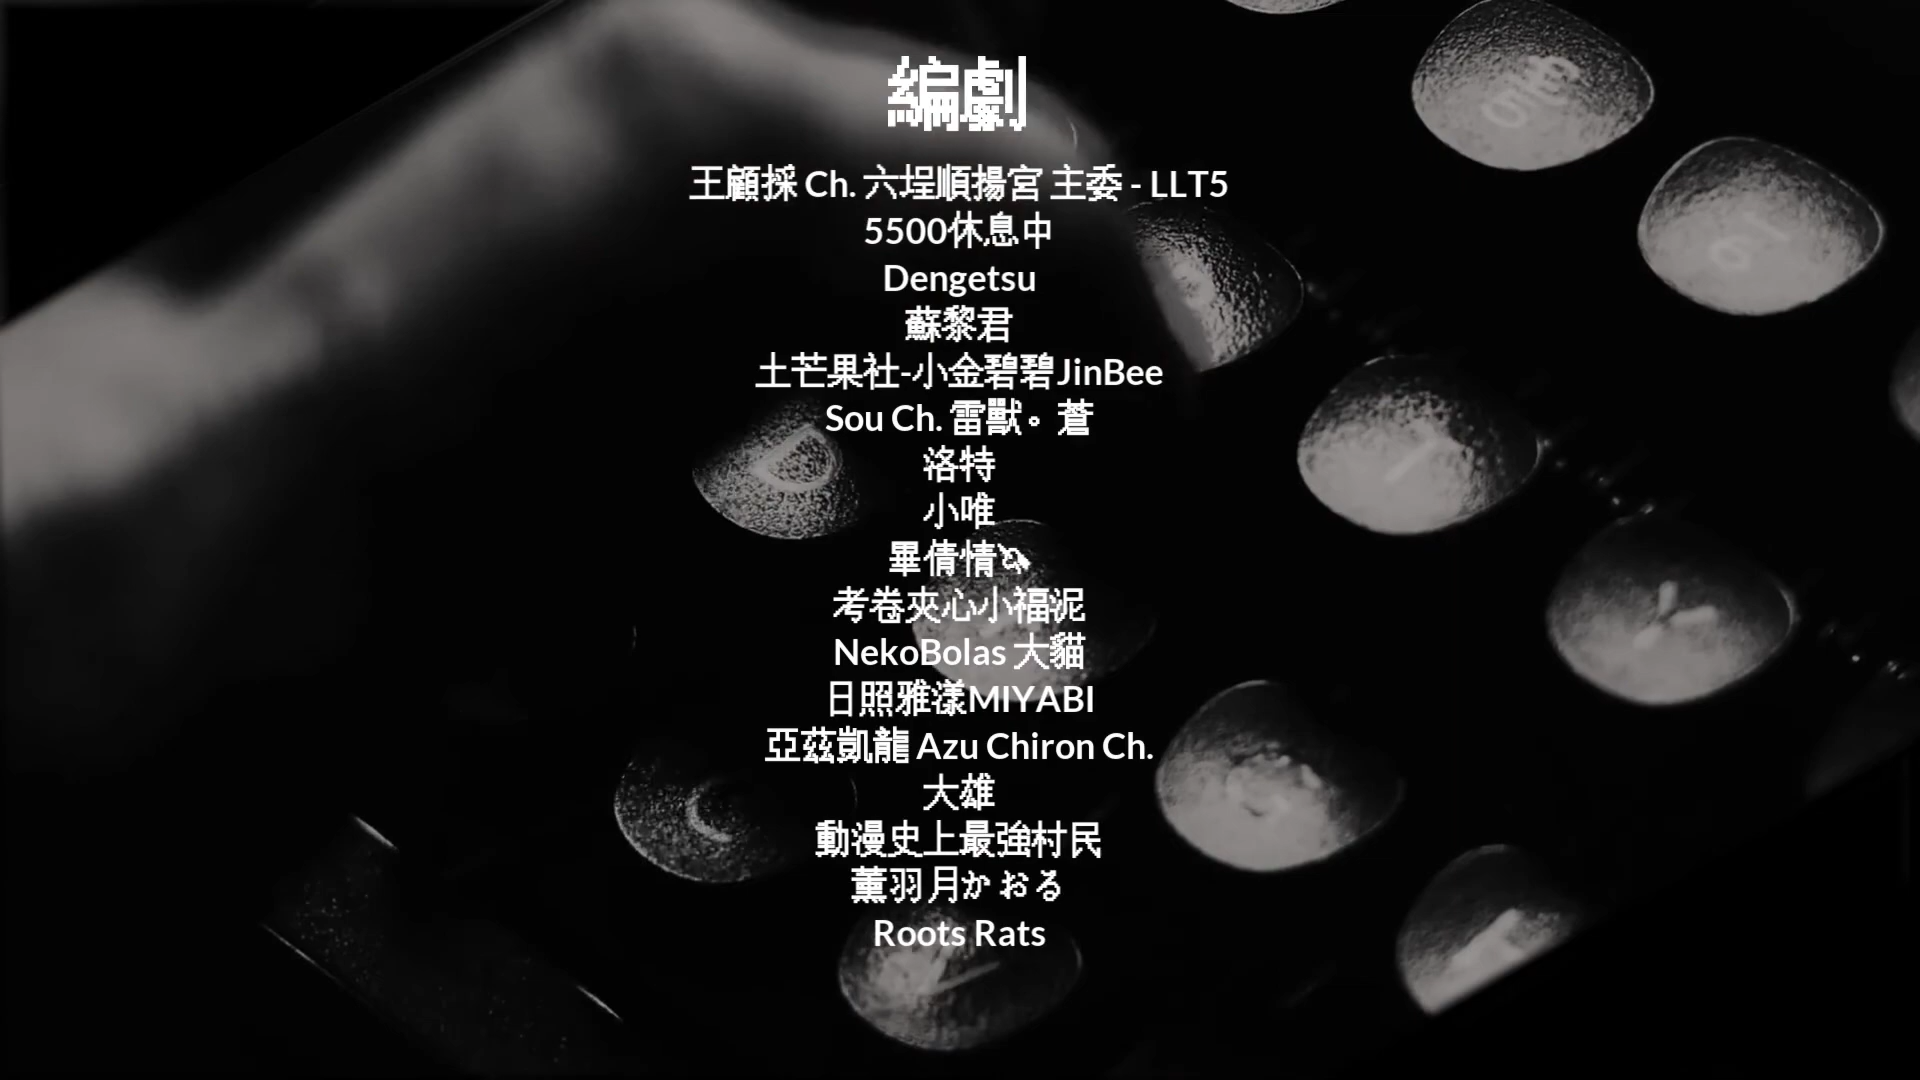 編劇
王顧採 Ch. 六埕順揚宮 主委 - LLT5
5500休息中
Dengetsu
蘇黎君
土芒果社-小金碧碧JinBee
Sou Ch. 雷獸。蒼
洛特
小唯
畢倩情🦄
考卷夾心小福泥
NekoBolas 大貓
日照雅漾MIYABI
亞茲凱龍 Azu Chiron Ch.
大雄
動漫史上最強村民
薰羽月かおる
Roots Rats